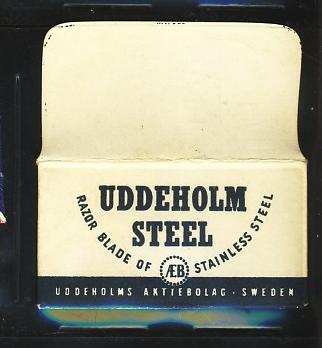 UDDEHOLM
STEEL
RAZOR BLADE OF STAINLESS STEEL
ÆB
UDDEHOLMS AKTIEBOLAG · SWEDEN